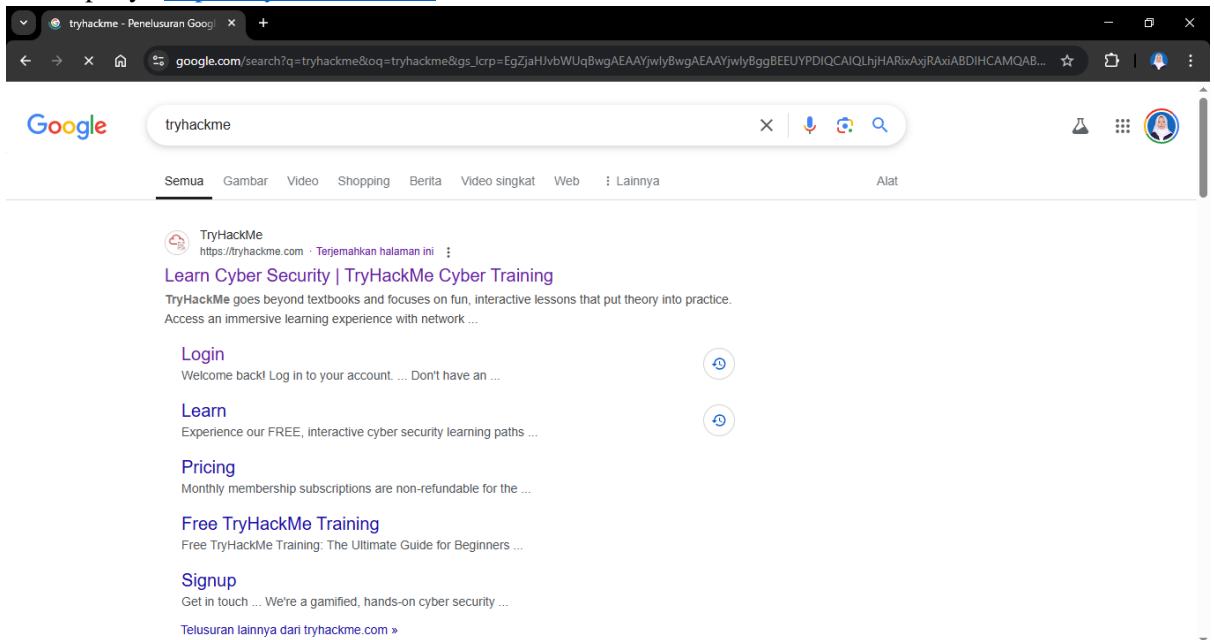 tryhackme - Penelusuran Googl
google.com/search?q=tryhackme&oq=tryhackme&gs_lcrp=EgZjaHJvbWUqBwgAEAAYjwIyBwgAEAAYjwIyBggBEEUYPDIQCAIQLhjHARixAxjRAxiABDIHCAMQAB...
Google
tryhackme
Semua Gambar Video Shopping Berita Video singkat Web Lainnya Alat
TryHackMe
https://tryhackme.com · Terjemahkan halaman ini
Learn Cyber Security | TryHackMe Cyber Training
TryHackMe goes beyond textbooks and focuses on fun, interactive lessons that put theory into practice.
Access an immersive learning experience with network ...
Login
Welcome back! Log in to your account. ... Don't have an ...
Learn
Experience our FREE, interactive cyber security learning paths ...
Pricing
Monthly membership subscriptions are non-refundable for the ...
Free TryHackMe Training
Free TryHackMe Training: The Ultimate Guide for Beginners ...
Signup
Get in touch ... We're a gamified, hands-on cyber security ...
Telusuran lainnya dari tryhackme.com »